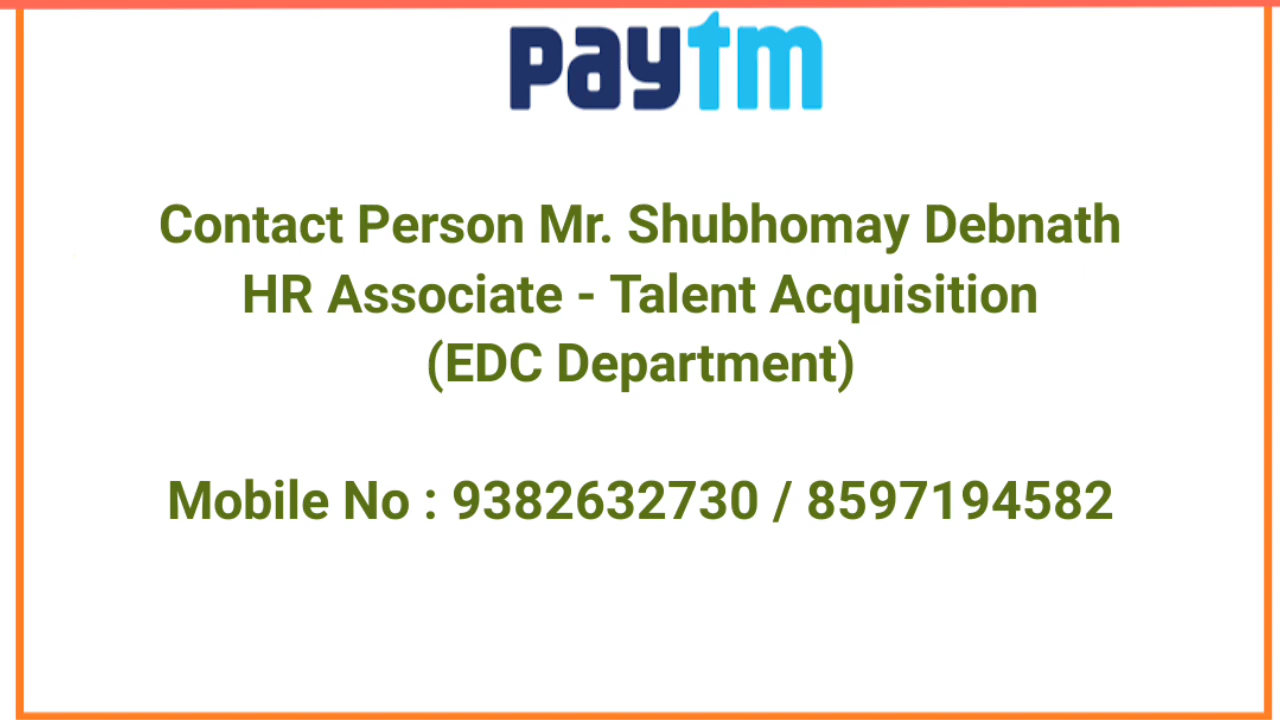 paytm
Contact Person Mr. Shubhomay Debnath
HR Associate - Talent Acquisition
(EDC Department)
Mobile No : 9382632730 / 8597194582